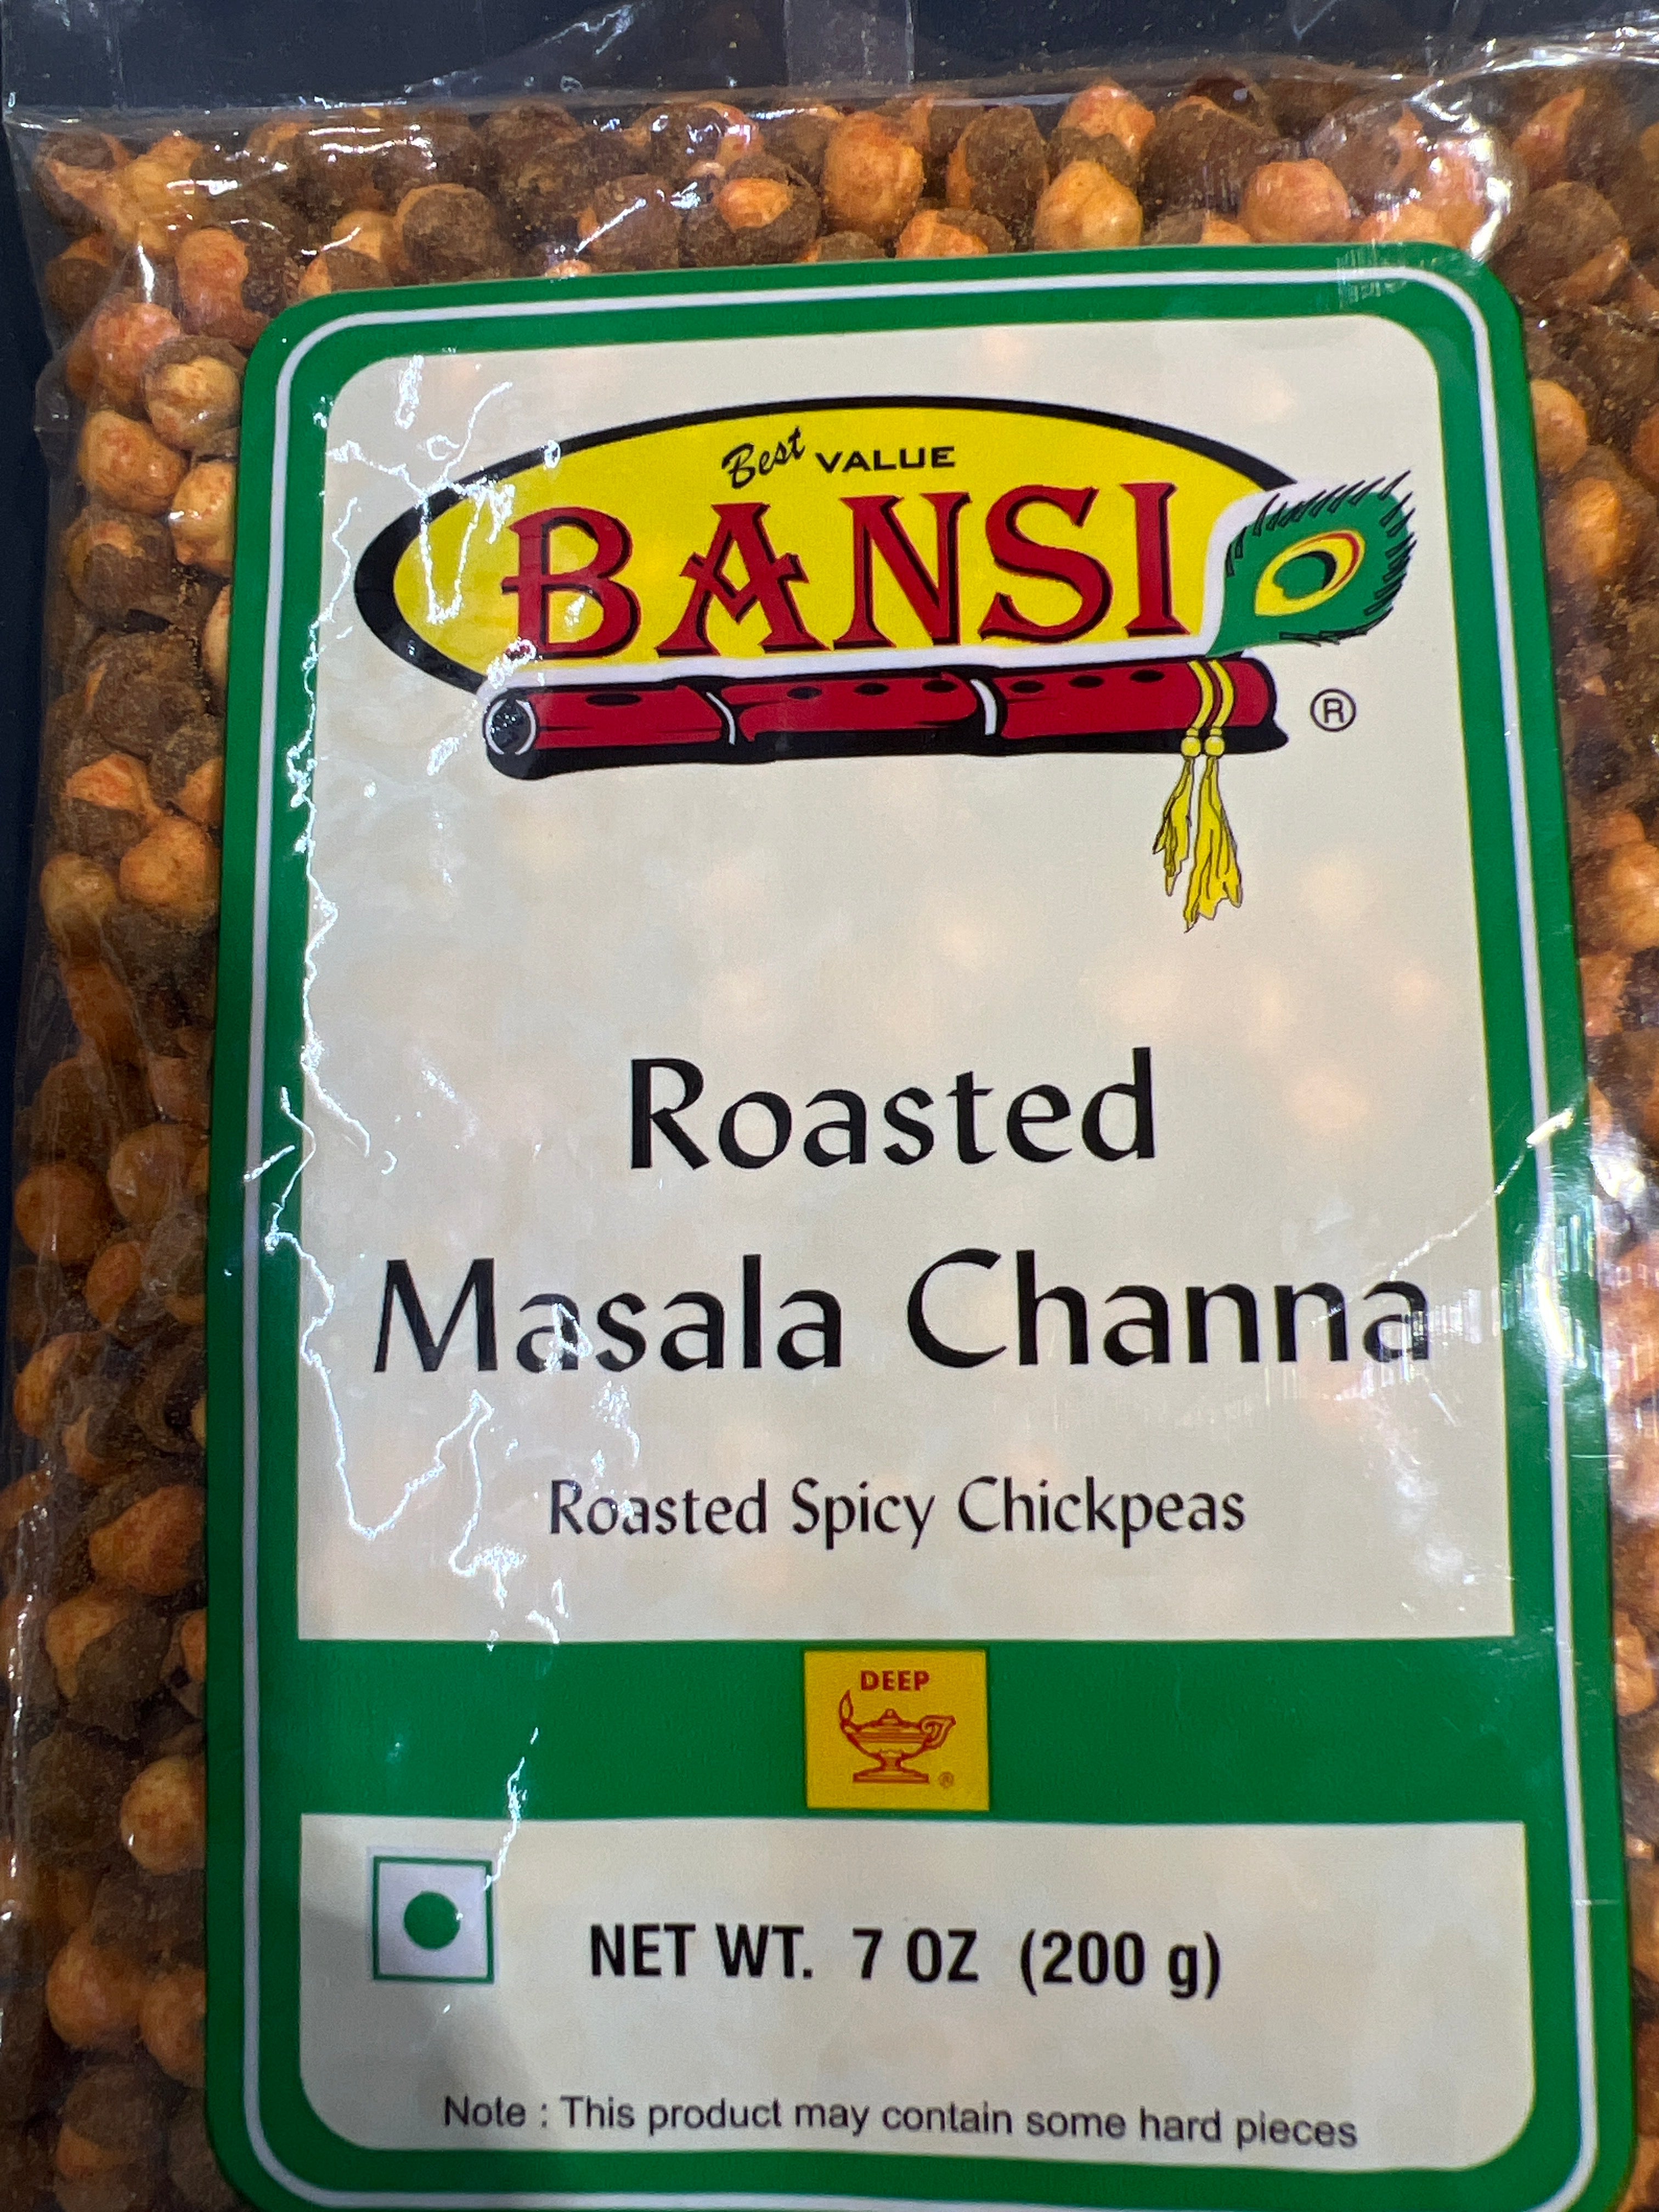 Best VALUE
BANSI
®
Roasted
Masala Channa
Roasted Spicy Chickpeas
DEEP
®
NET WT. 7 OZ (200 g)
Note : This product may contain some hard pieces